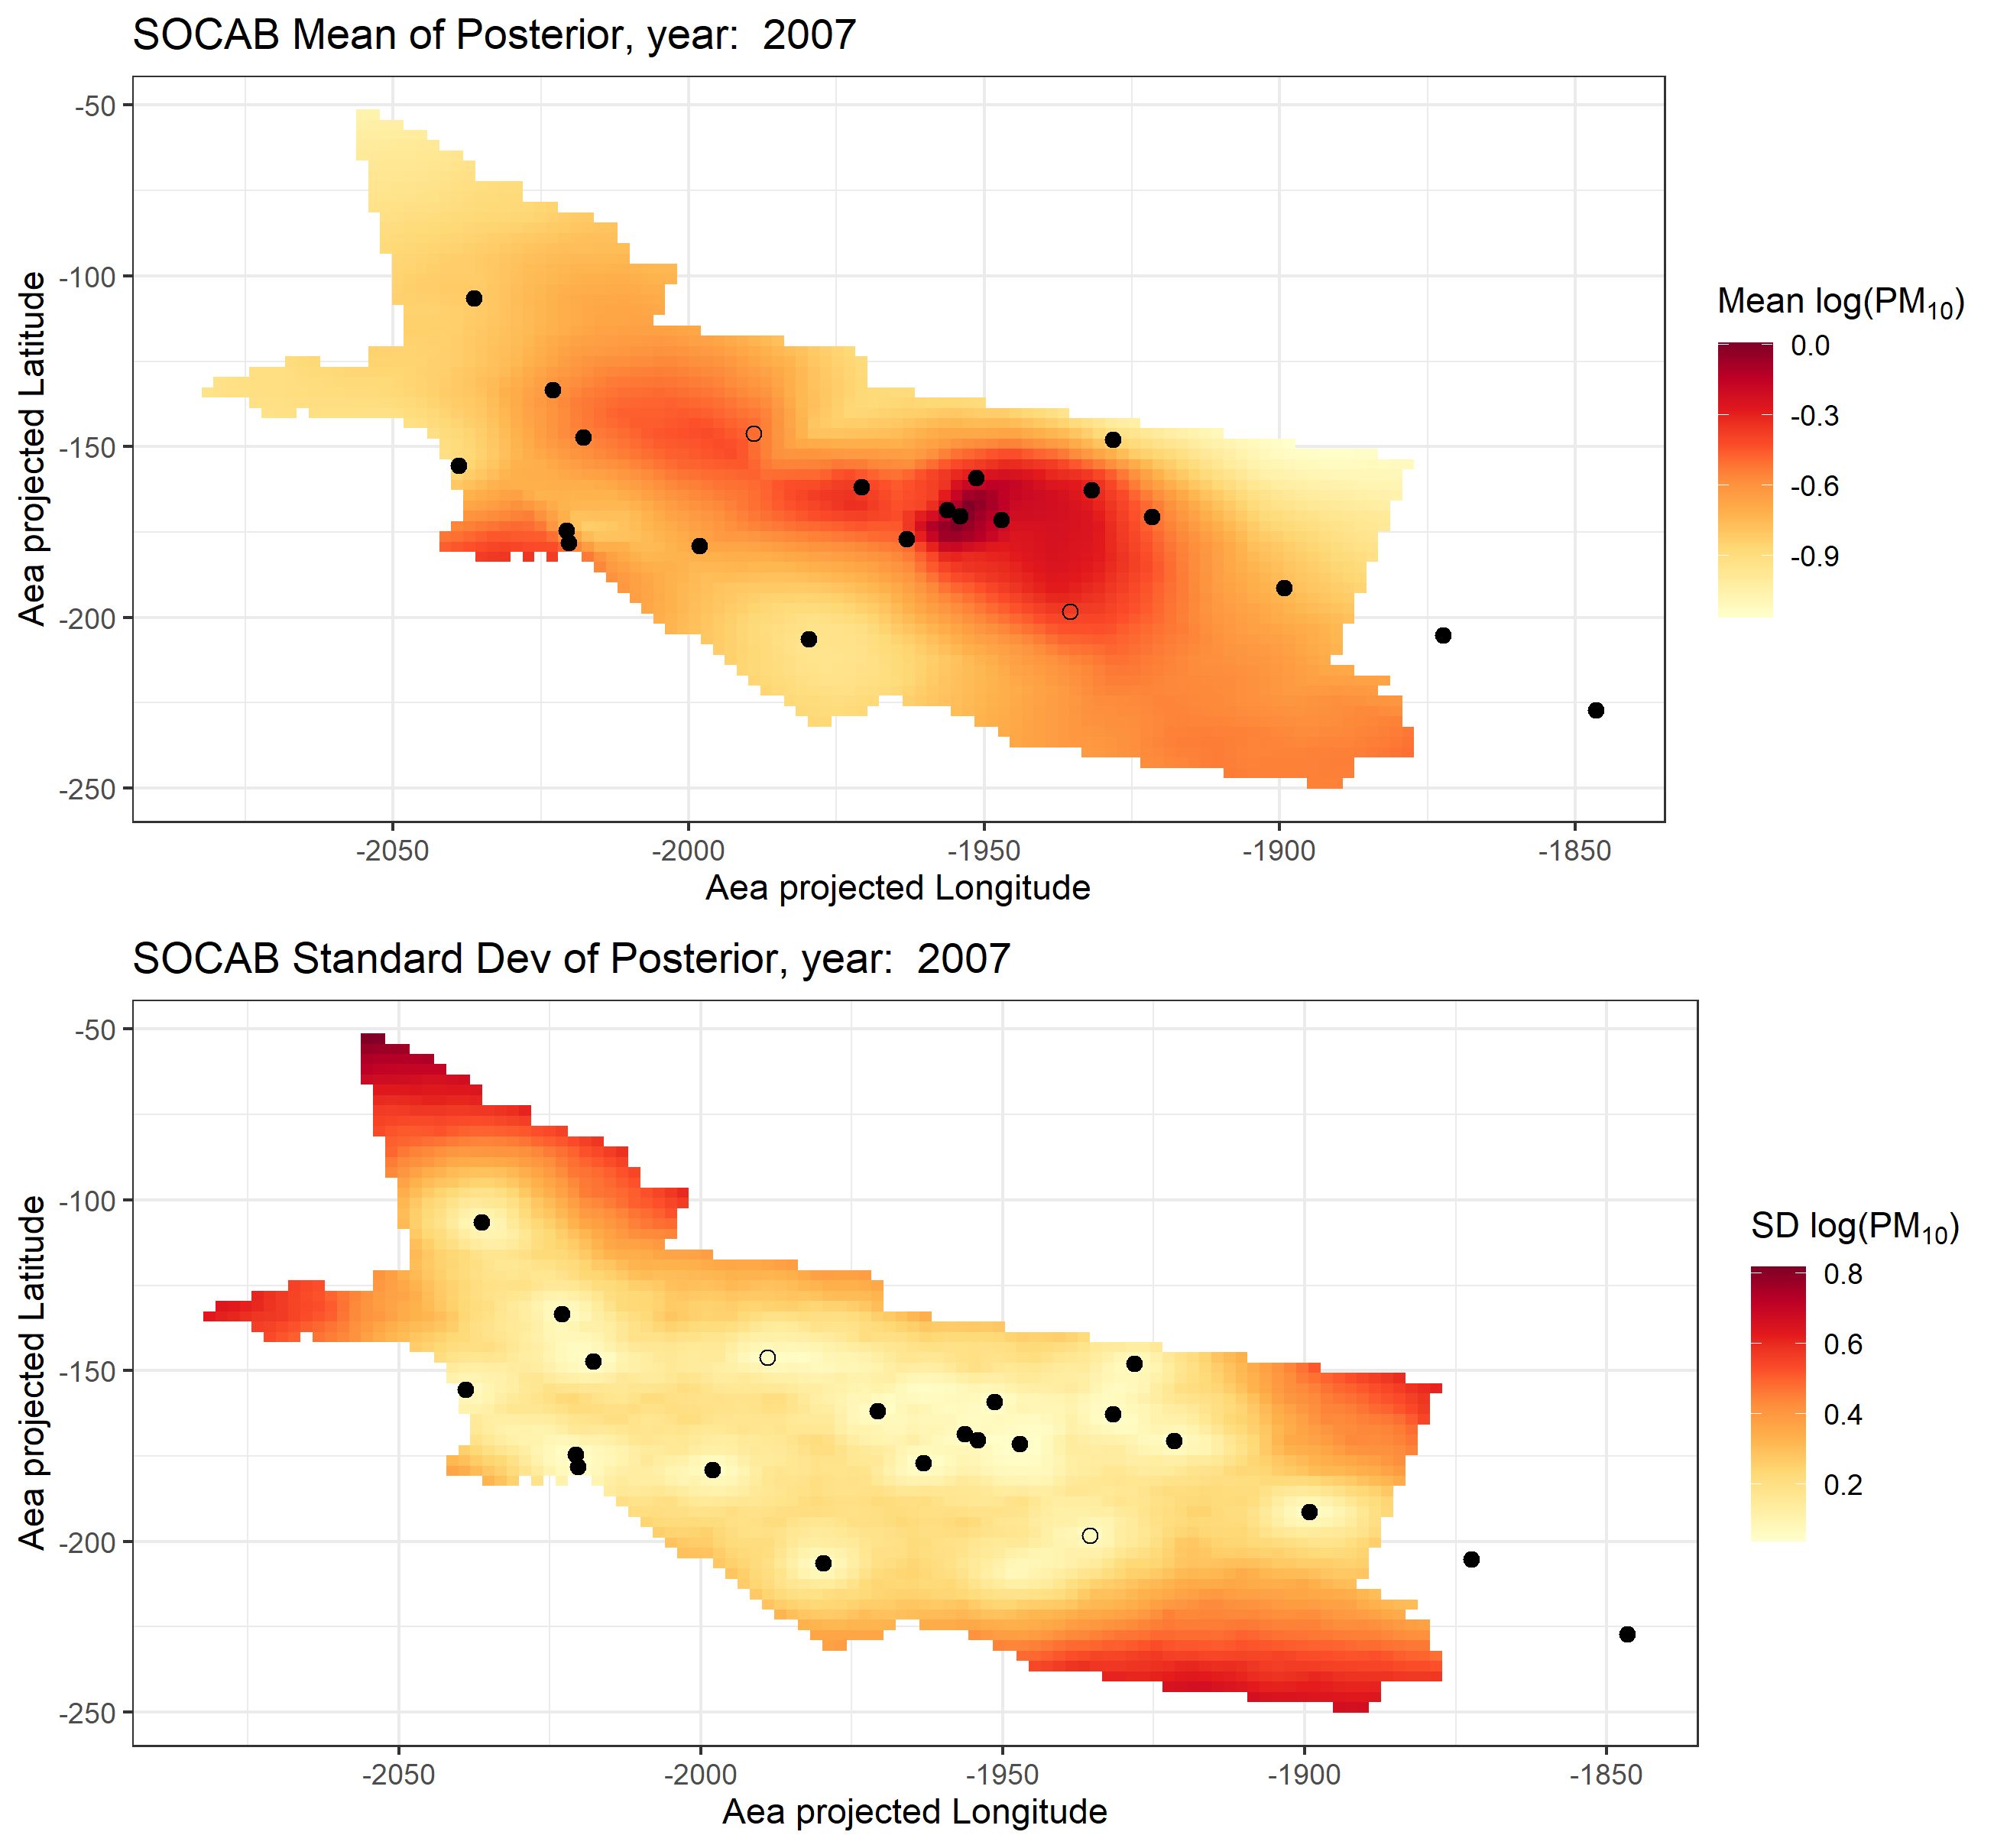 SOCAB Mean of Posterior, year:  2007
-50
-100
-150
-200
-250
Aea projected Latitude
-2050 -2000 -1950 -1900 -1850
Aea projected Longitude
Mean log(PM₁₀)
0.0
-0.3
-0.6
-0.9
SOCAB Standard Dev of Posterior, year:  2007
-50
-100
-150
-200
-250
Aea projected Latitude
-2050 -2000 -1950 -1900 -1850
Aea projected Longitude
SD log(PM₁₀)
0.8
0.6
0.4
0.2